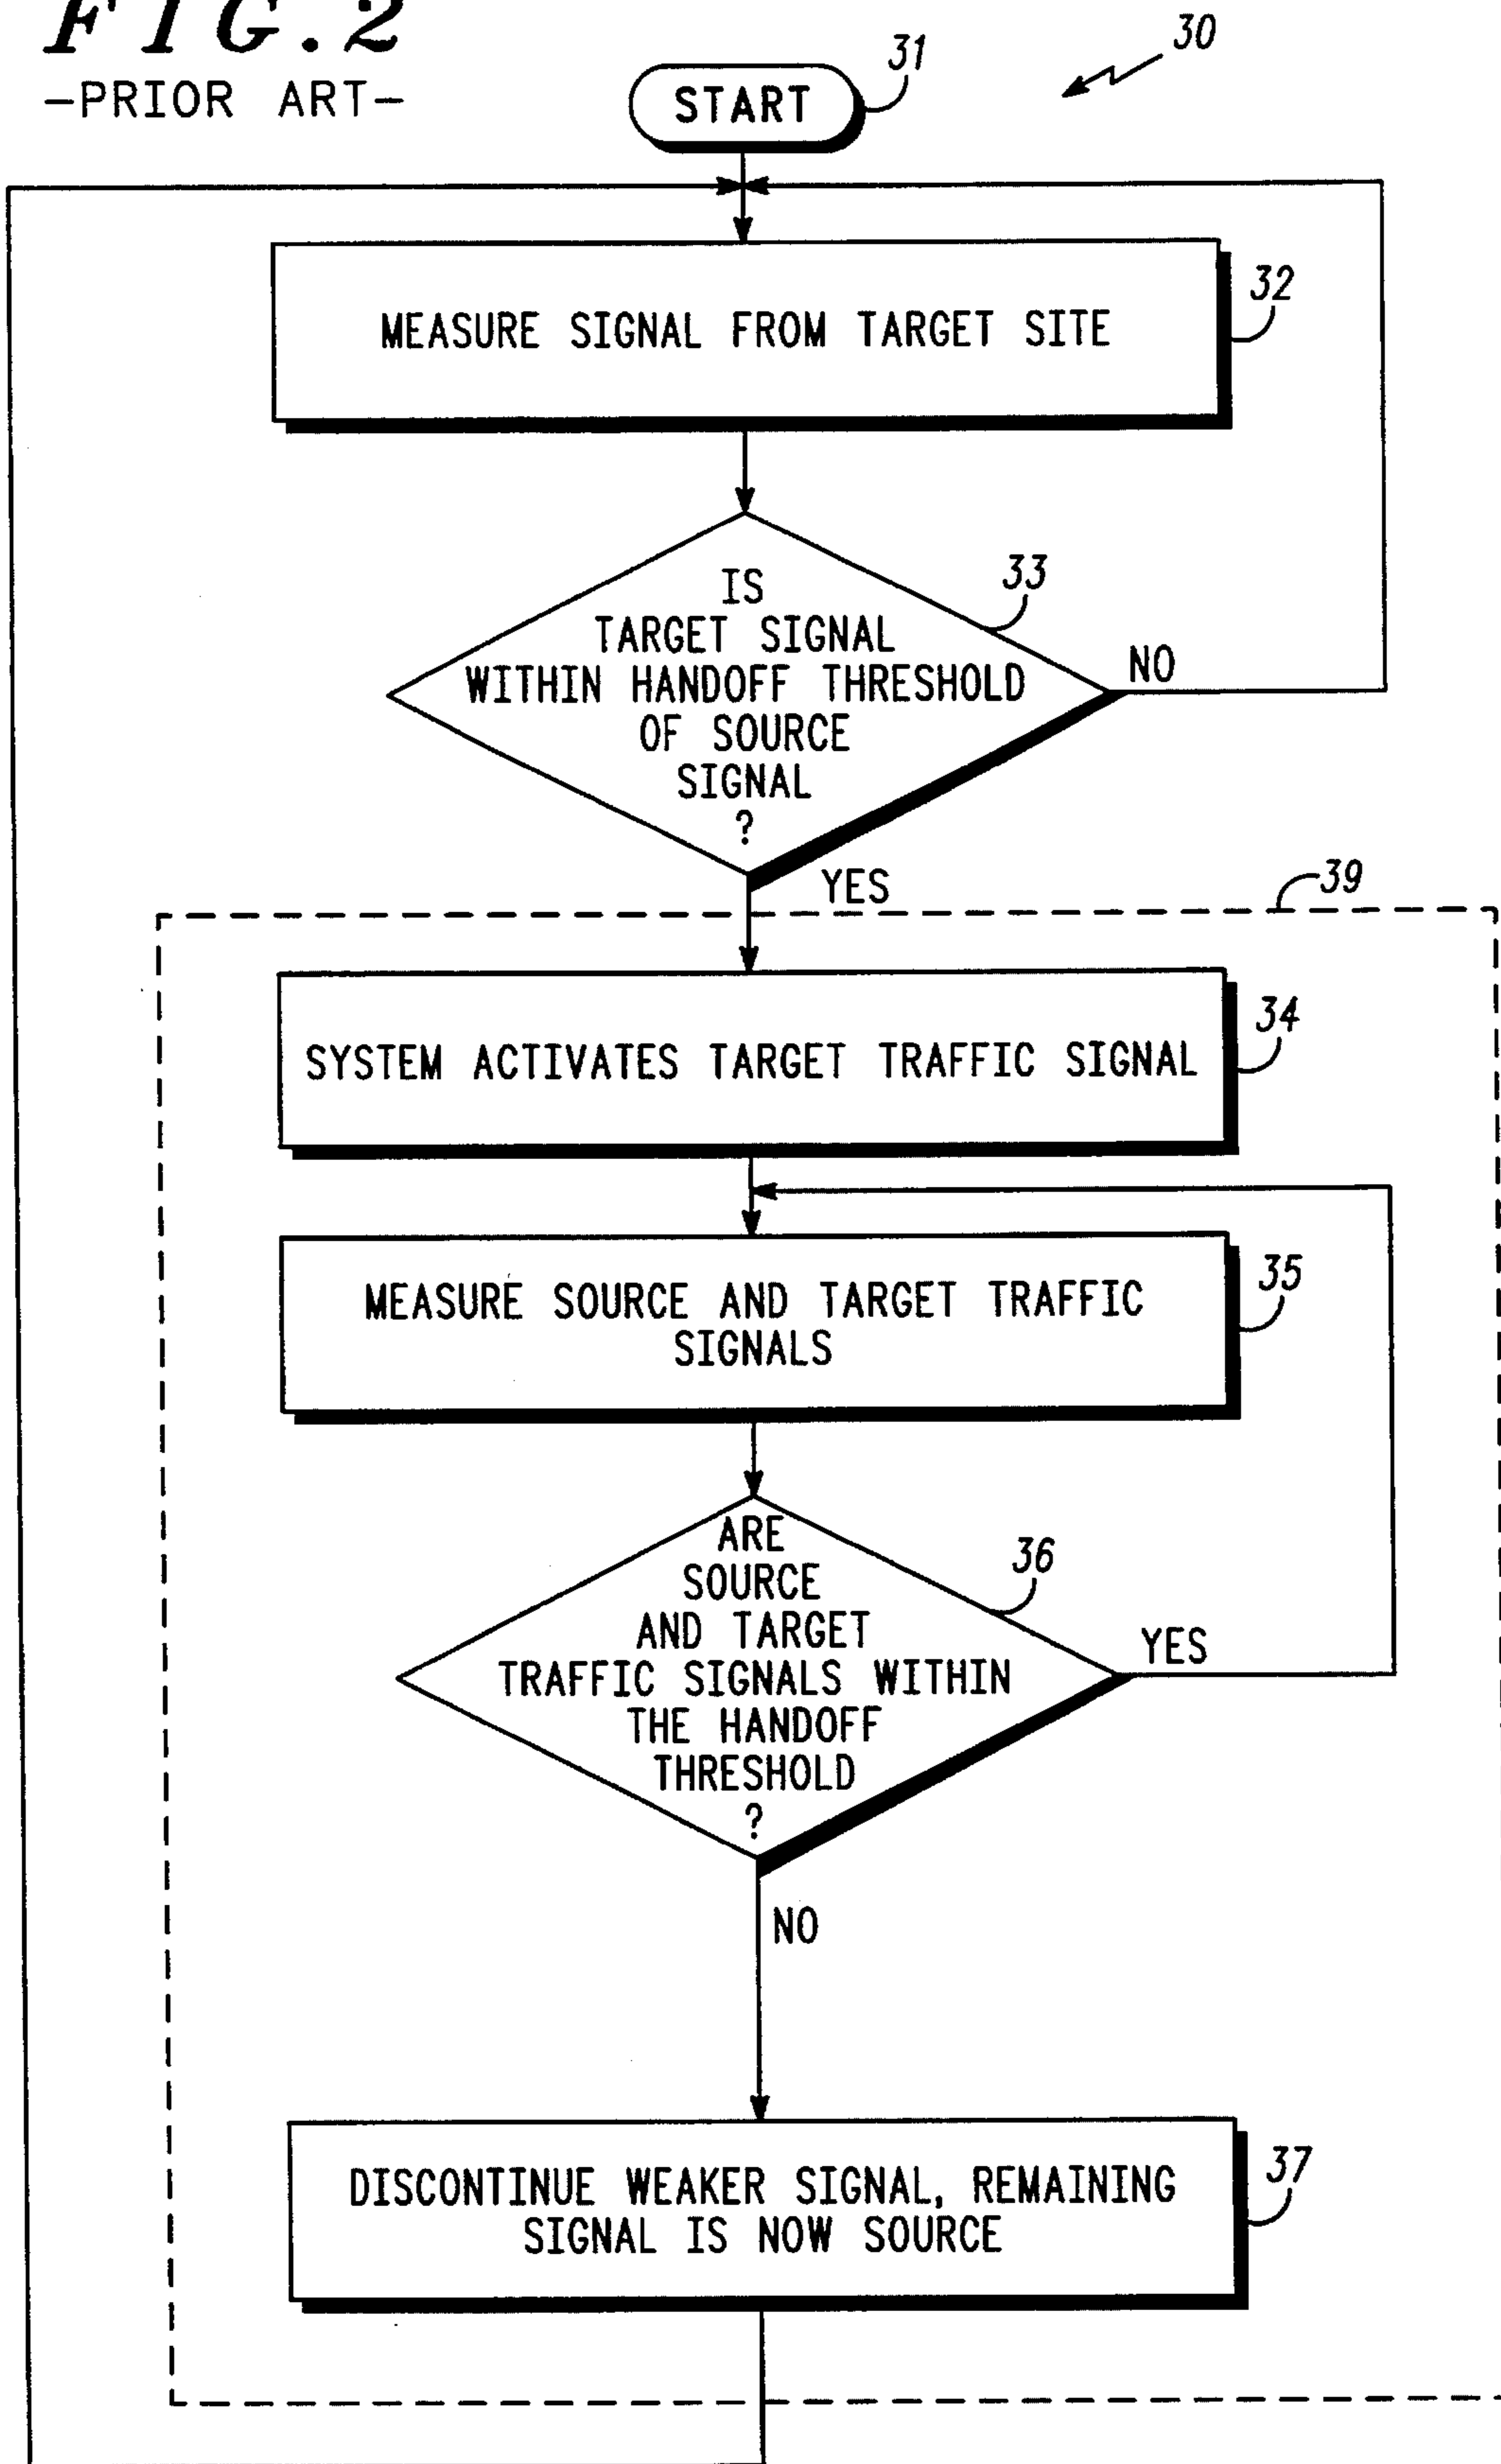 FIG.2
-PRIOR ART-
30
31
START
32
MEASURE SIGNAL FROM TARGET SITE
33
IS
TARGET SIGNAL
WITHIN HANDOFF THRESHOLD
OF SOURCE
SIGNAL
?
NO
YES
39
34
SYSTEM ACTIVATES TARGET TRAFFIC SIGNAL
35
MEASURE SOURCE AND TARGET TRAFFIC
SIGNALS
36
ARE
SOURCE
AND TARGET
TRAFFIC SIGNALS WITHIN
THE HANDOFF
THRESHOLD
?
YES
NO
37
DISCONTINUE WEAKER SIGNAL, REMAINING
SIGNAL IS NOW SOURCE